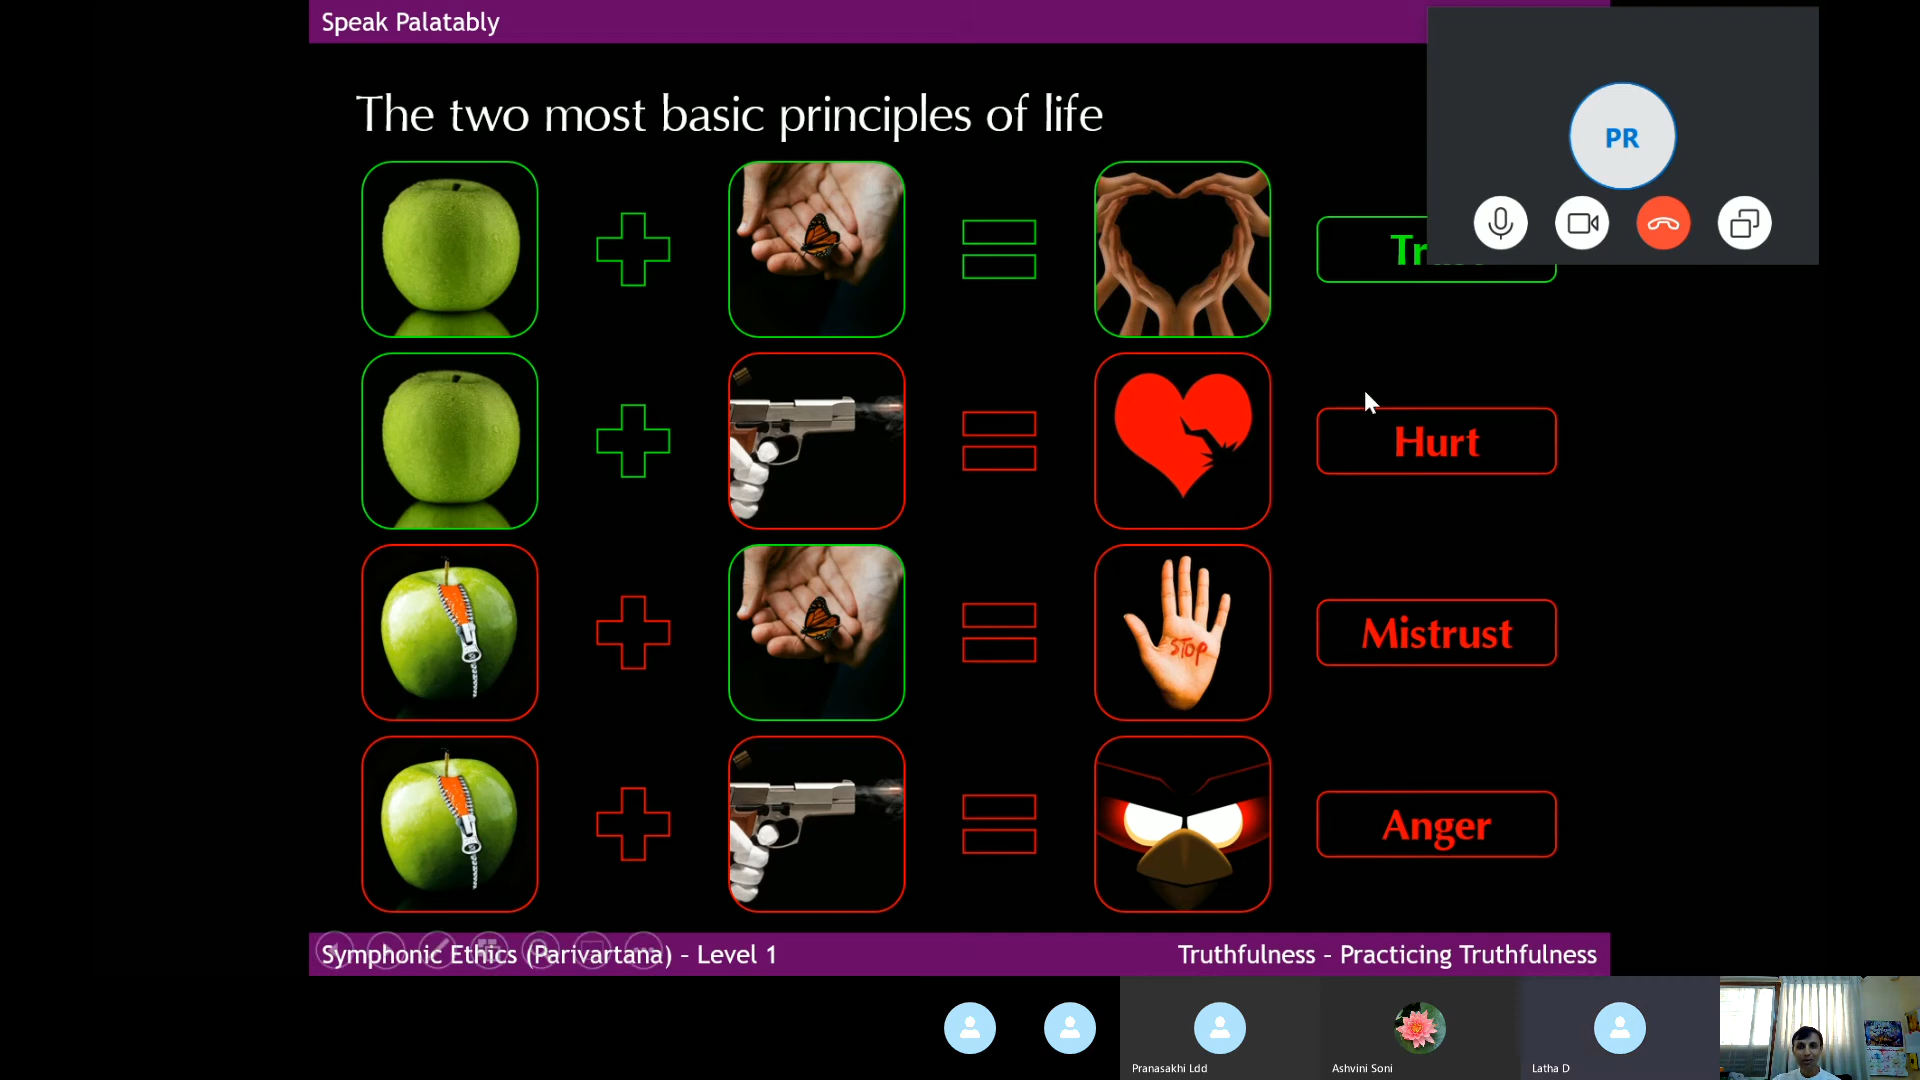 Speak Palatably
The two most basic principles of life
PR
Hurt
STOP
Mistrust
Anger
Symphonic Ethics (Parivartana) - Level 1
Truthfulness - Practicing Truthfulness
Pranasakhi Ldd
Ashvini Soni
Latha D